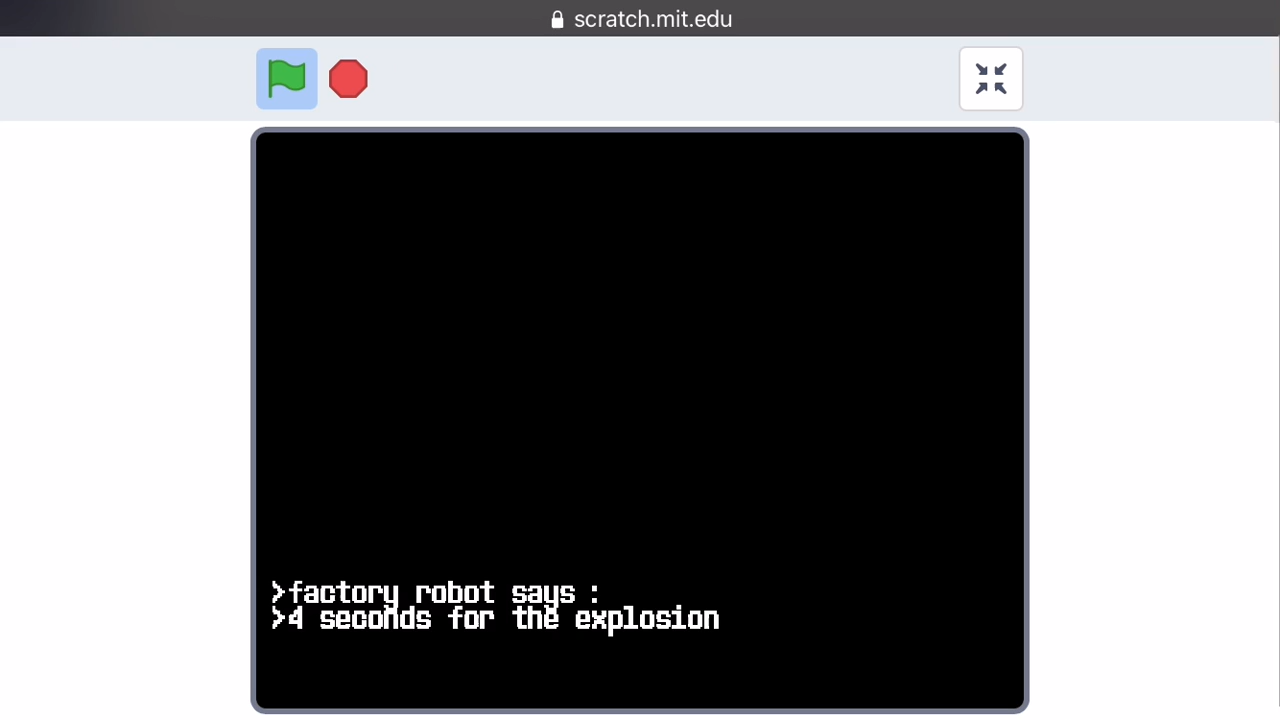 scratch.mit.edu
>factory robot says :
>4 seconds for the explosion